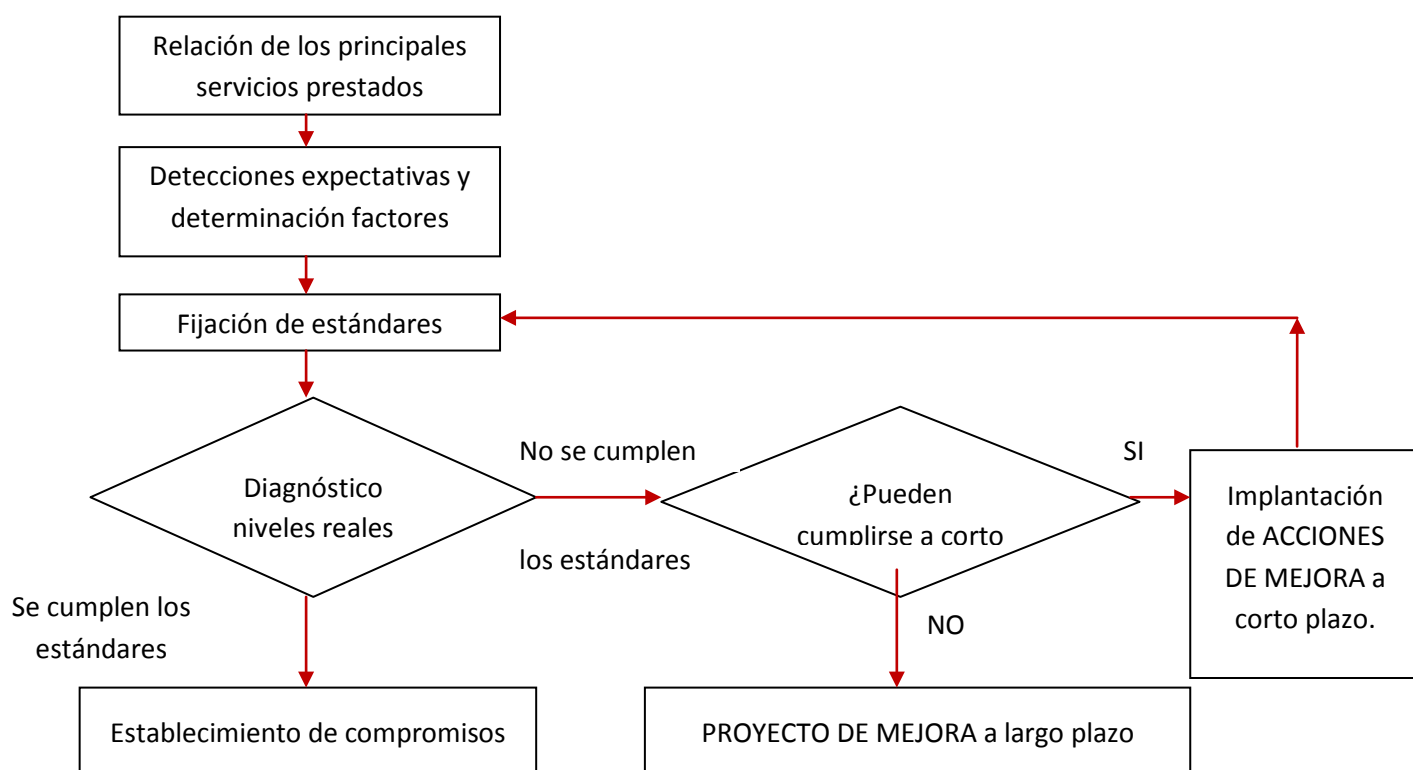 Relación de los principales
servicios prestados
Detecciones expectativas y
determinación factores
Fijación de estándares
Diagnóstico
niveles reales
No se cumplen
los estándares
¿Pueden
cumplirse a corto
SI
Implantación
de ACCIONES
DE MEJORA a
corto plazo.
Se cumplen los
estándares
NO
Establecimiento de compromisos
PROYECTO DE MEJORA a largo plazo